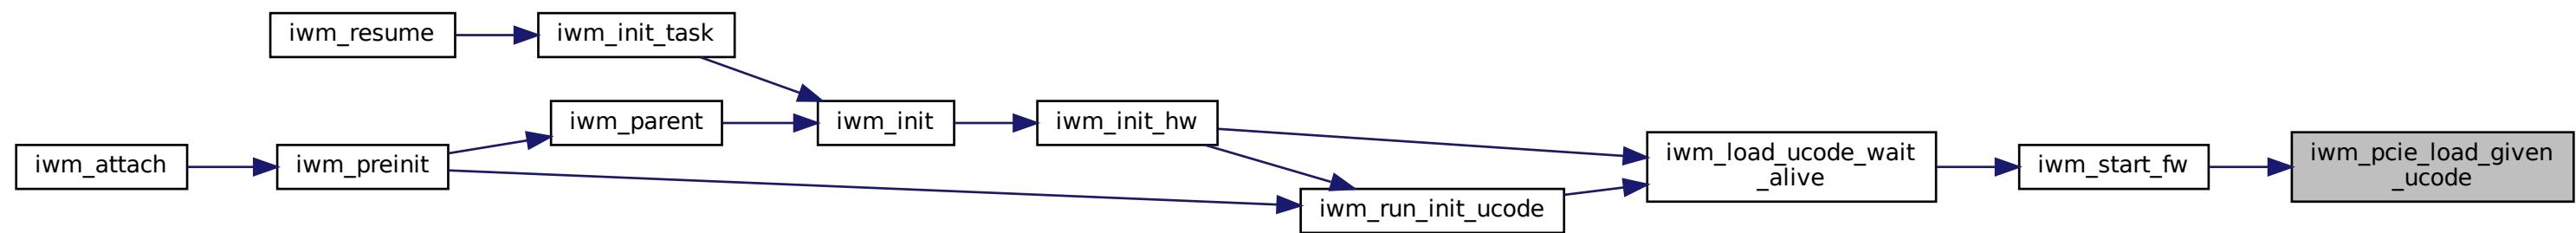 iwm_resume
iwm_init_task
iwm_parent
iwm_init
iwm_init_hw
iwm_attach
iwm_preinit
iwm_load_ucode_wait
_alive
iwm_start_fw
iwm_pcie_load_given
_ucode
iwm_run_init_ucode